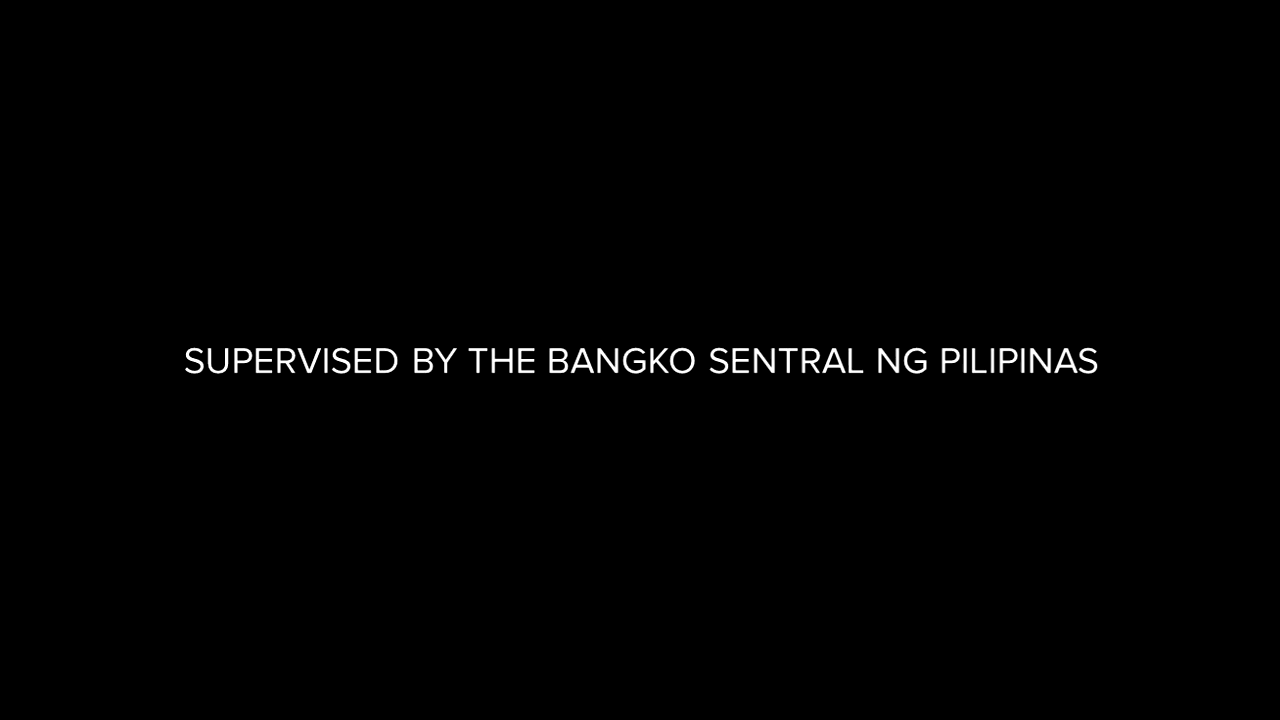 SUPERVISED BY THE BANGKO SENTRAL NG PILIPINAS